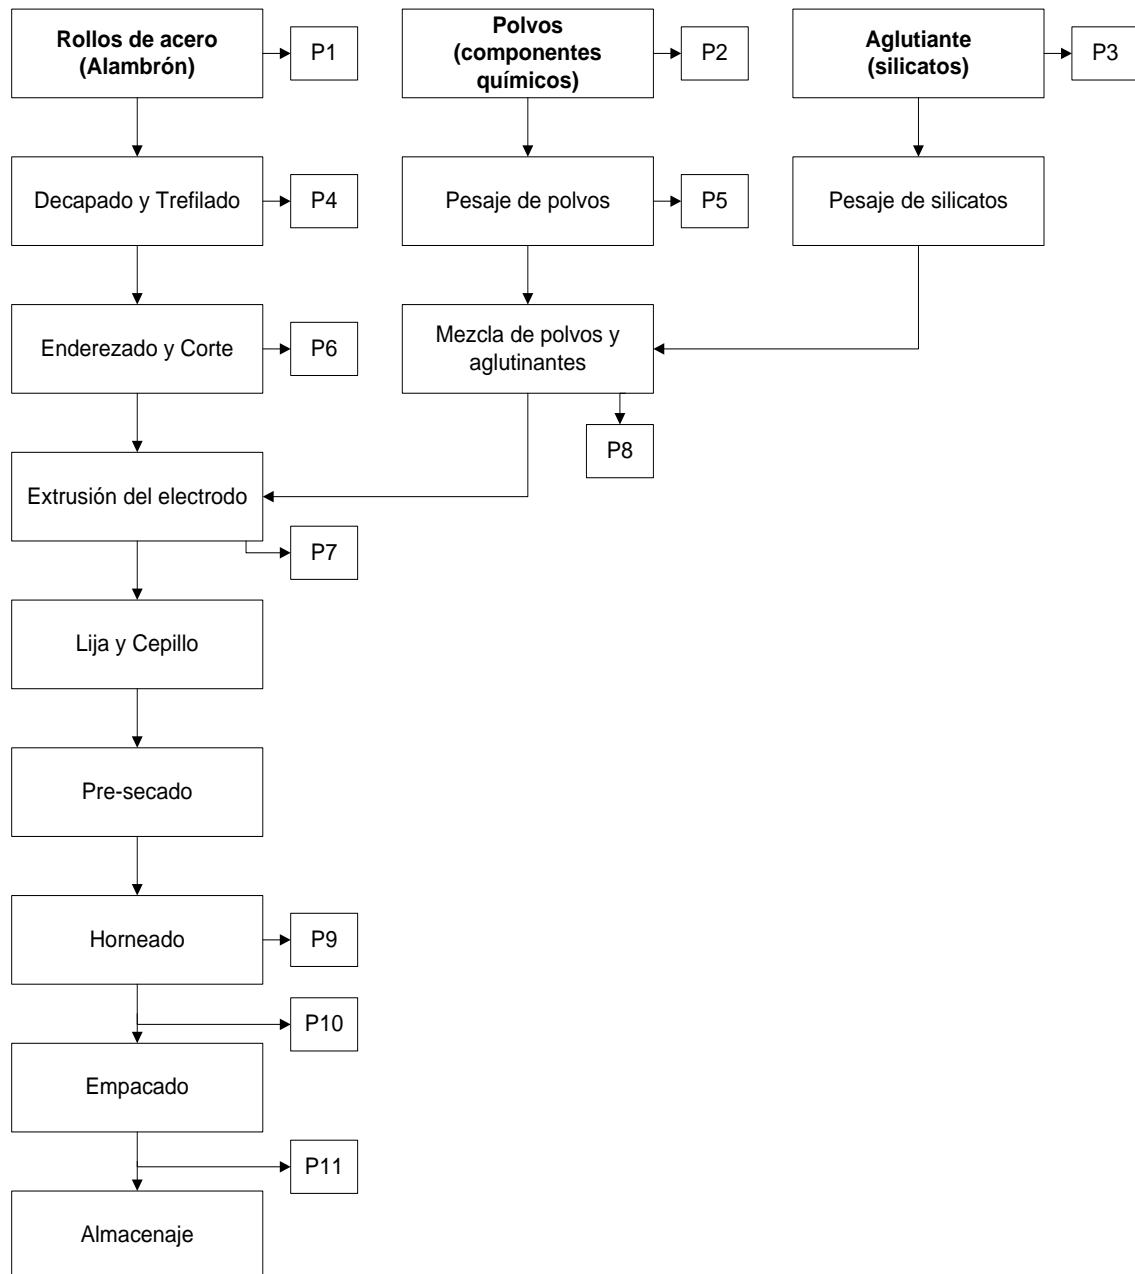 Rollos de acero
(Alambrón)
P1
Polvos
(componentes
químicos)
P2
Aglutiante
(silicatos)
P3
Decapado y Trefilado
P4
Pesaje de polvos
P5
Pesaje de silicatos
Enderezado y Corte
P6
Mezcla de polvos y
aglutinantes
P8
Extrusión del electrodo
P7
Lija y Cepillo
Pre-secado
Horneado
P9
P10
Empacado
P11
Almacenaje